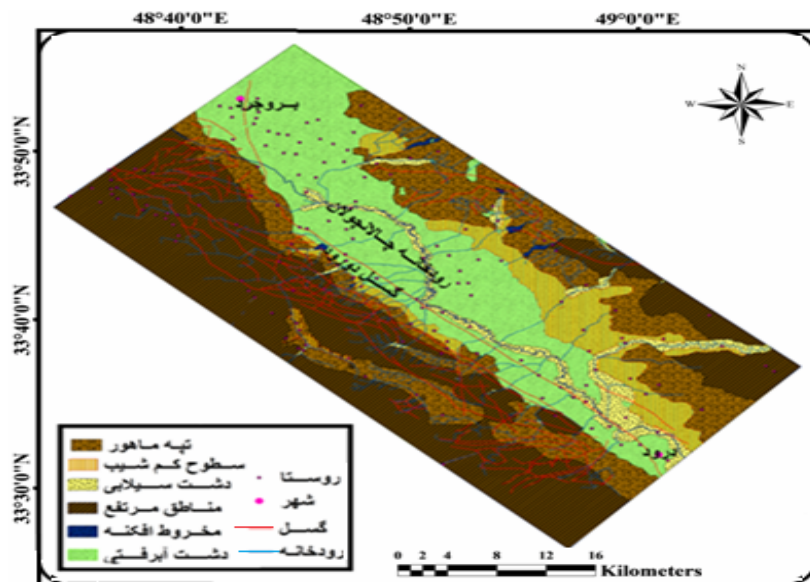 48°40'0"E 48°50'0"E 49°0'0"E
33°50'0"N
33°40'0"N
33°30'0"N
N
W E
S
بروجرد
رودخانه چالانچولان
گسل دورود
درود
تپه ماهور
سطوح کم شیب
دشت سیلابی
مناطق مرتفع
مخروط افکنه
دشت آبرفتی
روستا
شهر
گسل
رودخانه
0 2 4 8 12 16
Kilometers